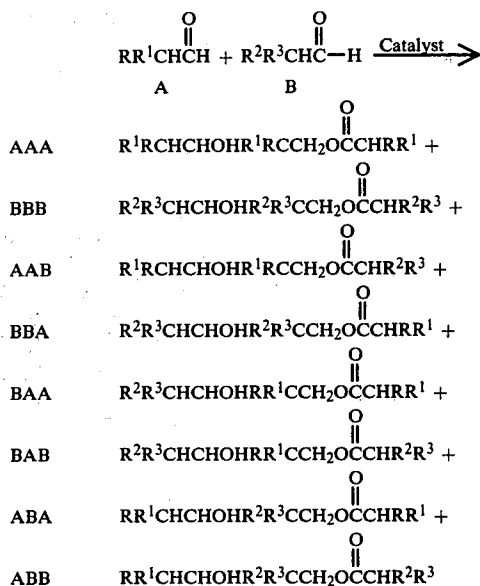 O O
|| ||
RR¹CHCH + R²R³CHC—H Catalyst
A B
O
||
AAA R¹RCHCHOHR¹RCCH₂OCCHRR¹ +
O
||
BBB R²R³CHCHOHR²R³CCH₂OCCHR²R³ +
O
||
AAB R¹RCHCHOHR¹RCCH₂OCCHR²R³ +
O
||
BBA R²R³CHCHOHR²R³CCH₂OCCHRR¹ +
O
||
BAA R²R³CHCHOHRR¹CCH₂OCCHRR¹ +
O
||
BAB R²R³CHCHOHRR¹CCH₂OCCHR²R³ +
O
||
ABA RR¹CHCHOHR²R³CCH₂OCCHRR¹ +
O
||
ABB RR¹CHCHOHR²R³CCH₂OCCHR²R³